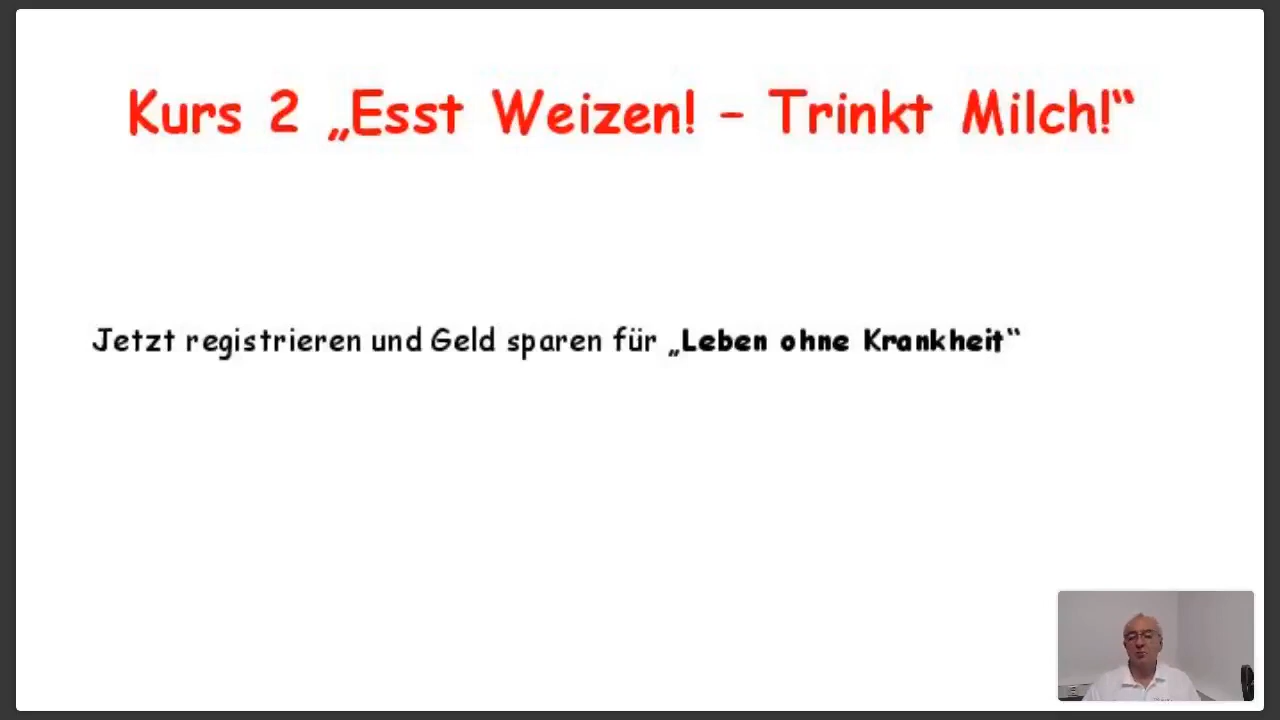 Kurs 2 „Esst Weizen! – Trinkt Milch!“
Jetzt registrieren und Geld sparen für „Leben ohne Krankheit“